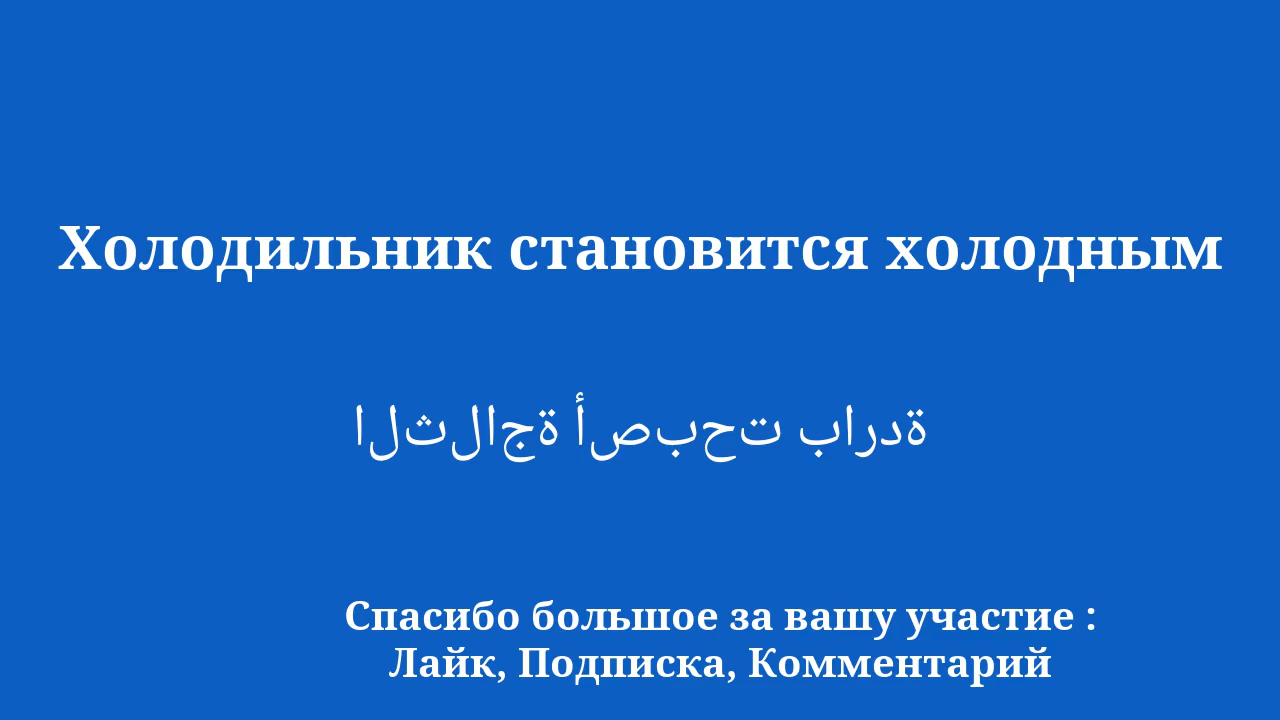 Холодильник становится холодным
الثلاجة أصبحت باردة
Спасибо большое за вашу участие :
Лайк, Подписка, Комментарий